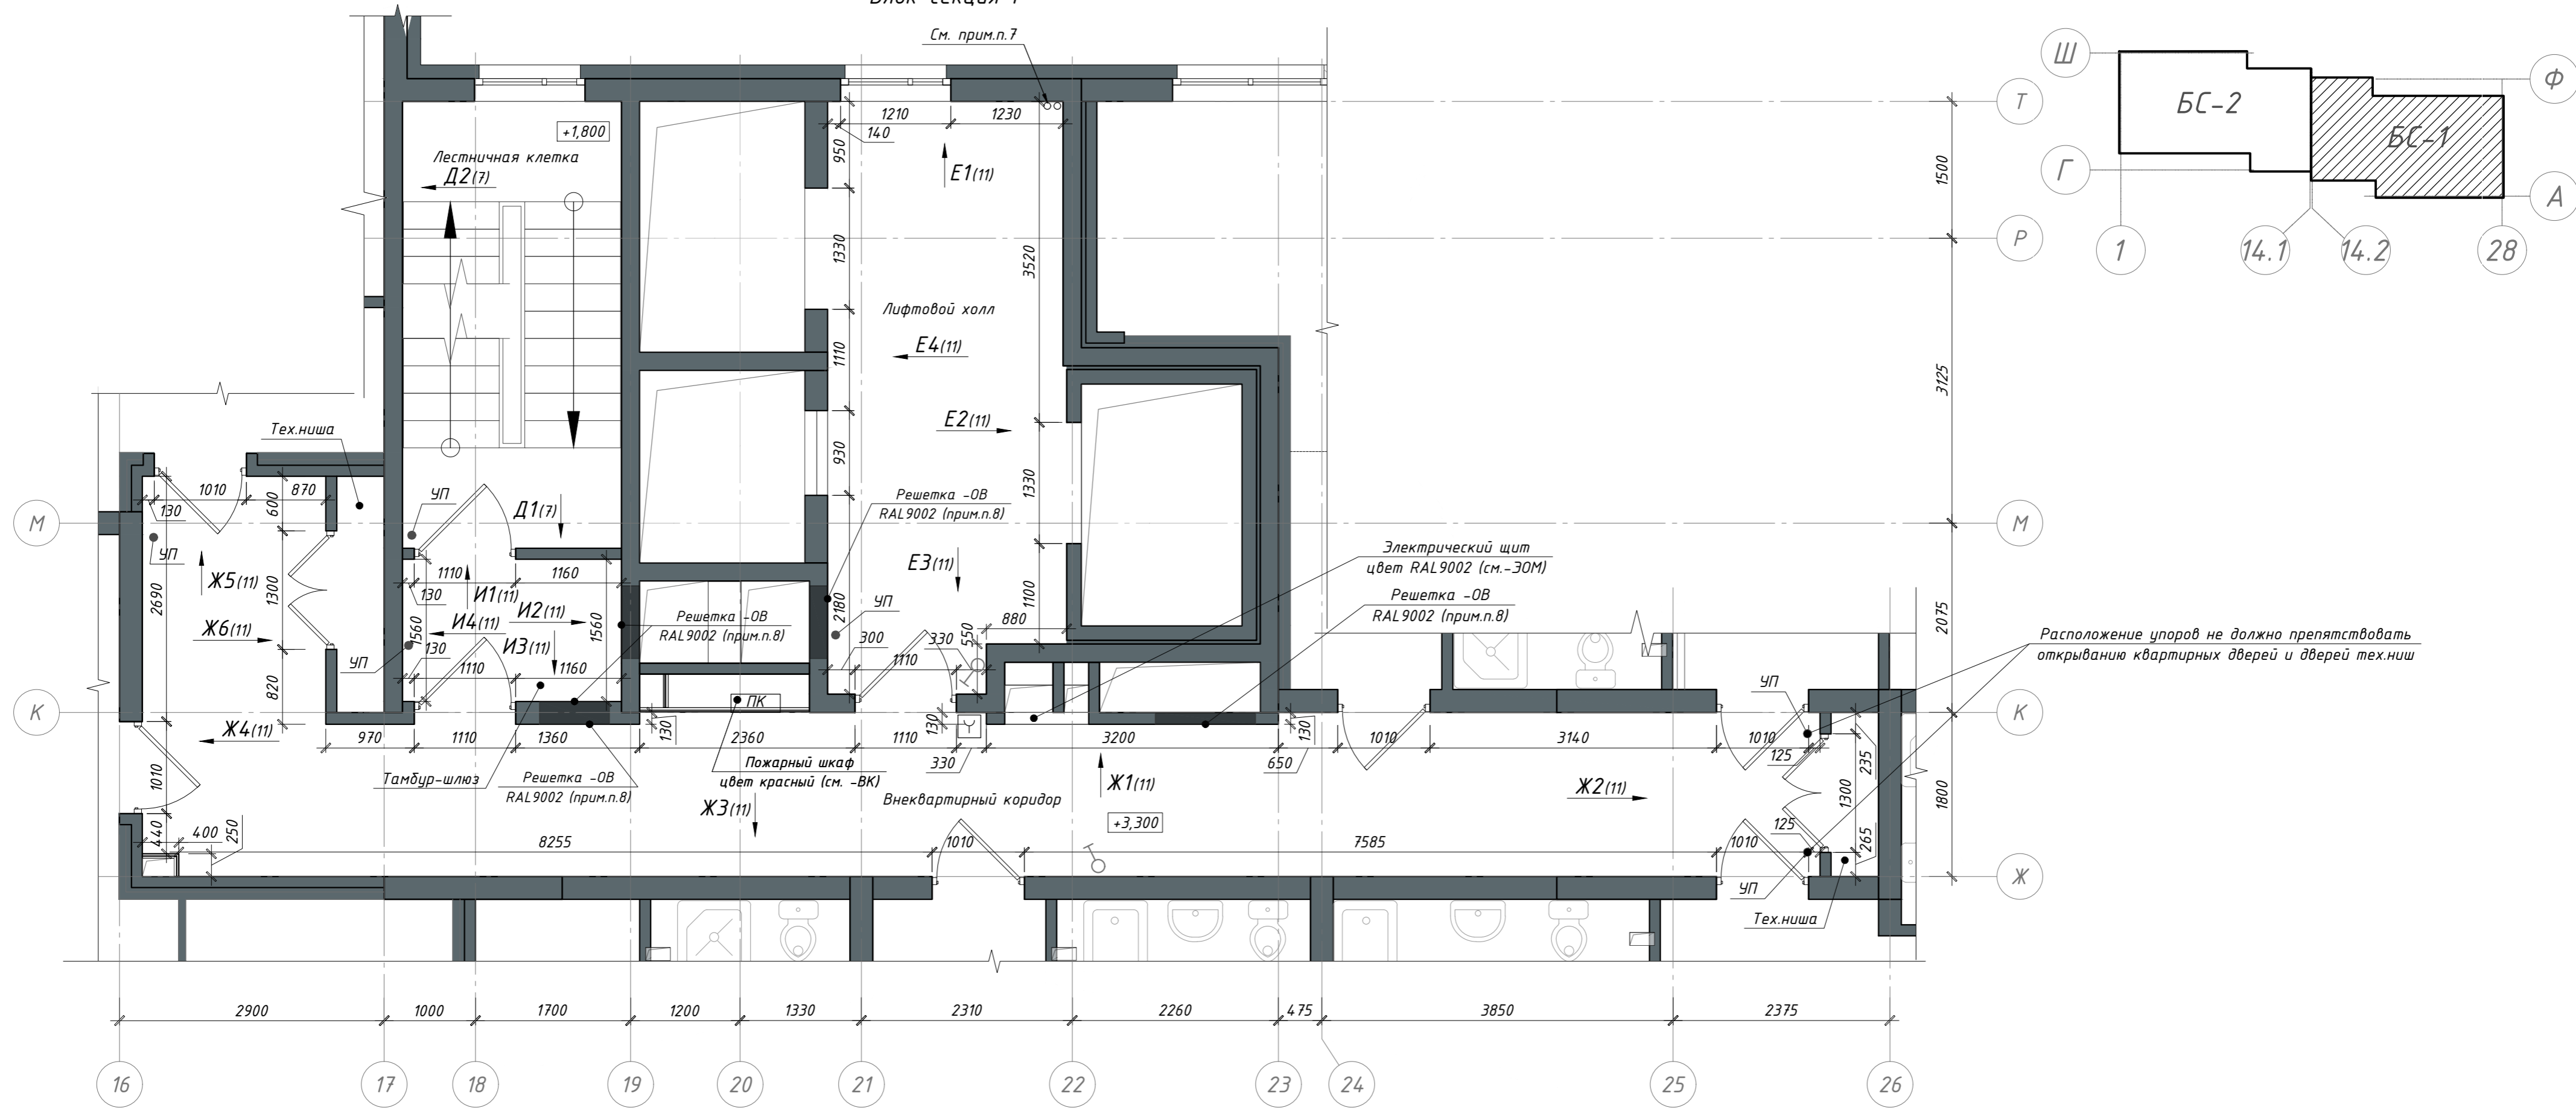 См. прим.п.7
Ш
Ф
БС-2
БС-1
Г
А
1
14.1
14.2
28
Т
Р
М
К
Ж
1500
3125
2075
1800
+1,800
Лестничная клетка
Д2(7)
1210
1230
140
950
Е1(11)
1330
3520
Лифтовой холл
1110
Е4(11)
Е2(11)
930
1330
Решетка -ОВ
RAL9002 (прим.п.8)
Тех.ниша
1010
870
130
600
УП
УП
Д1(7)
М
Ж5(11)
2690
1300
Ж6(11)
820
1110
1160
130
И1(11)
И2(11)
И4(11)
1560
1560
И3(11)
130
УП
1110
1160
Решетка -ОВ
RAL9002 (прим.п.8)
2180
УП
Е3(11)
1100
300
330
1110
550
880
Электрический щит
цвет RAL9002 (см.-ЭОМ)
Решетка -ОВ
RAL9002 (прим.п.8)
Расположение упоров не должно препятствовать
открыванию квартирных дверей и дверей тех.ниш
К
Ж4(11)
ПК
130
130
130
970
1110
1360
2360
1110
330
3200
650
1010
3140
1010
УП
125
235
1300
125
265
Тамбур-шлюз
Решетка -ОВ
RAL9002 (прим.п.8)
Пожарный шкаф
цвет красный (см. -ВК)
Ж3(11)
Внеквартирный коридор
Ж1(11)
+3,300
Ж2(11)
1010
440
400
250
8255
1010
7585
1010
УП
Тех.ниша
2900
1000
1700
1200
1330
2310
2260
475
3850
2375
16
17
18
19
20
21
22
23
24
25
26